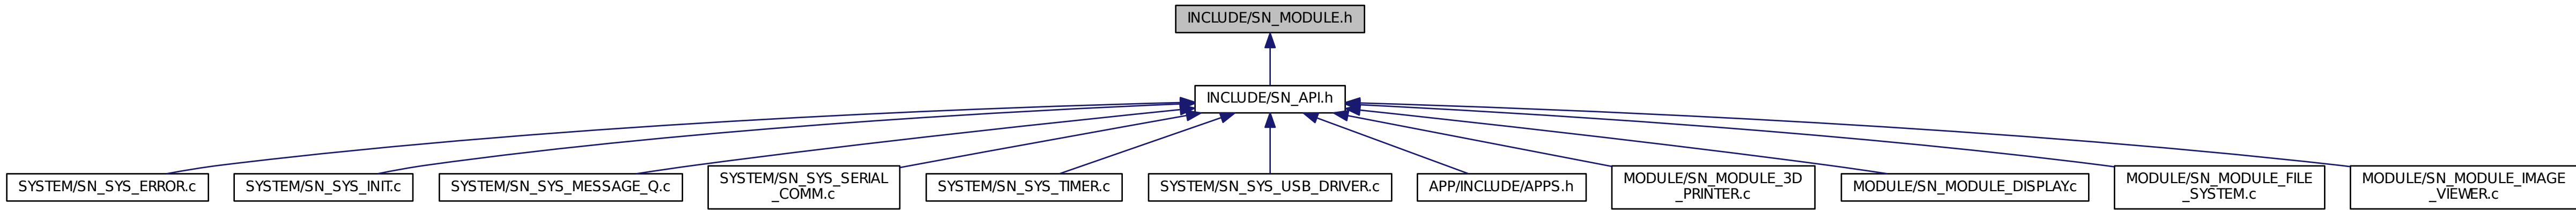 INCLUDE/SN_MODULE.h
INCLUDE/SN_API.h
SYSTEM/SN_SYS_ERROR.c
SYSTEM/SN_SYS_INIT.c
SYSTEM/SN_SYS_MESSAGE_Q.c
SYSTEM/SN_SYS_SERIAL
_COMM.c
SYSTEM/SN_SYS_TIMER.c
SYSTEM/SN_SYS_USB_DRIVER.c
APP/INCLUDE/APPS.h
MODULE/SN_MODULE_3D
_PRINTER.c
MODULE/SN_MODULE_DISPLAY.c
MODULE/SN_MODULE_FILE
_SYSTEM.c
MODULE/SN_MODULE_IMAGE
_VIEWER.c